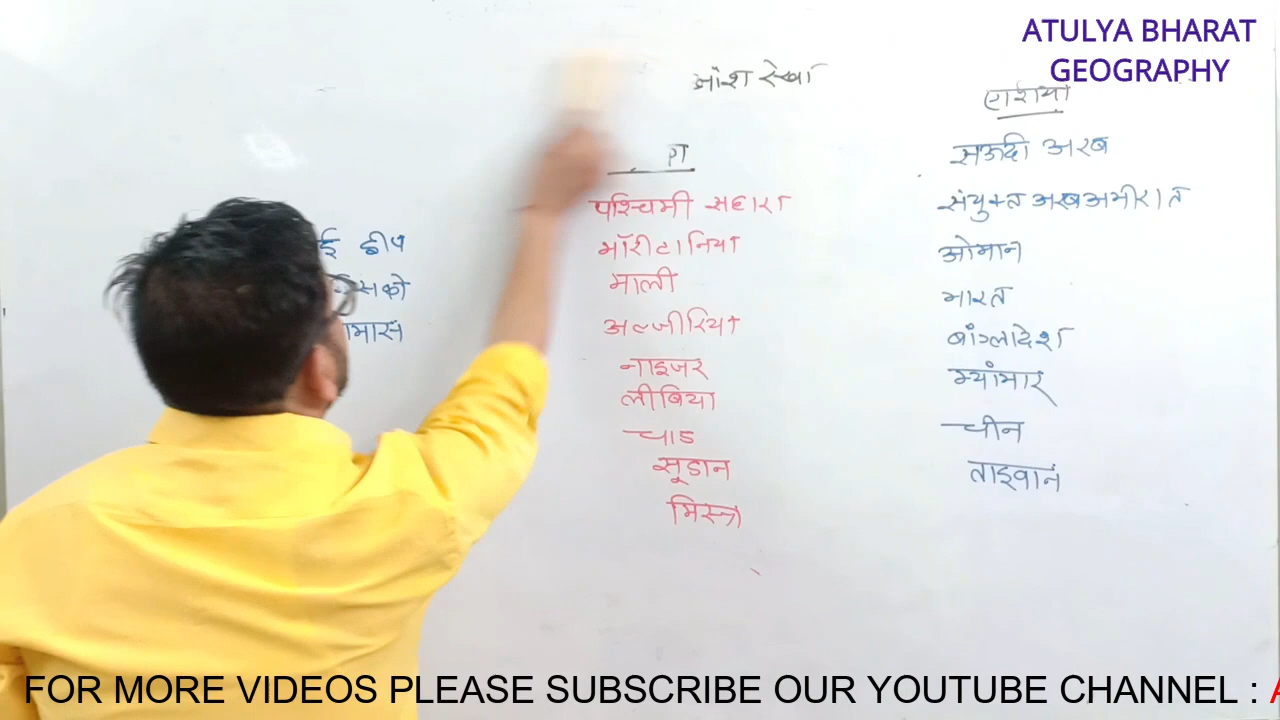 ATULYA BHARAT
GEOGRAPHY
रेखा
एशिया
सऊदी अरब
संयुक्त अरब अमीरात
ओमान
भारत
बांग्लादेश
म्यांमार
चीन
ताइवान
पश्चिमी सहारा
मॉरीटानिया
माली
अल्जीरिया
नाइजर
लीबिया
चाड
सूडान
मिस्त्र
ई द्वीप
सको
मास
FOR MORE VIDEOS PLEASE SUBSCRIBE OUR YOUTUBE CHANNEL :